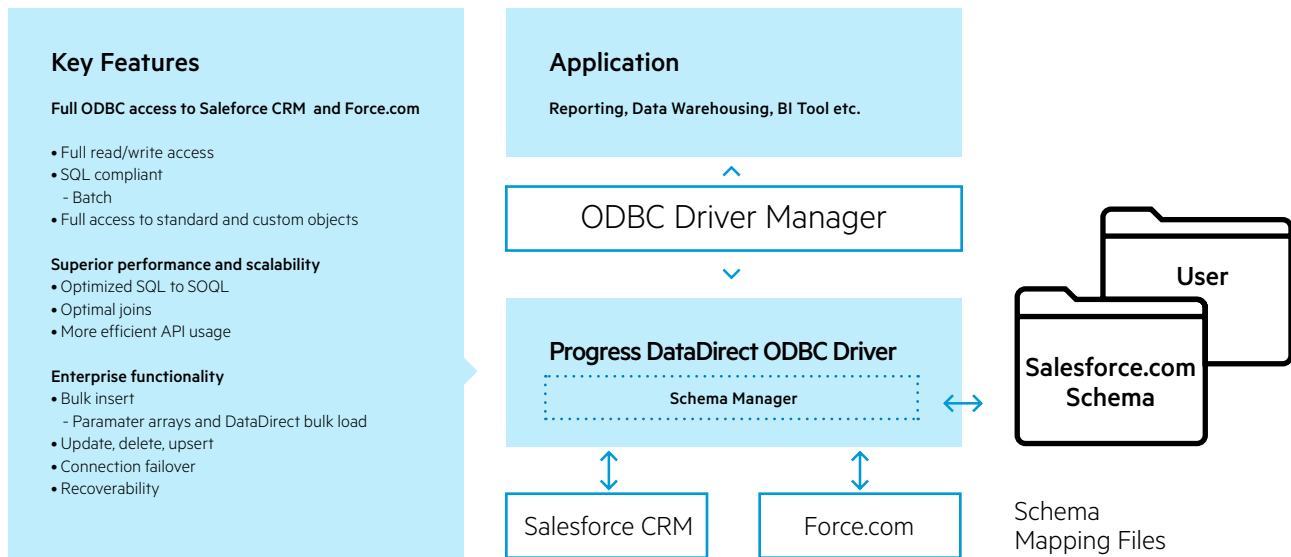 Key Features
Full ODBC access to Saleforce CRM and Force.com
• Full read/write access
• SQL compliant
- Batch
• Full access to standard and custom objects
Superior performance and scalability
• Optimized SQL to SOQL
• Optimal joins
• More efficient API usage
Enterprise functionality
• Bulk insert
- Paramater arrays and DataDirect bulk load
• Update, delete, upsert
• Connection failover
• Recoverability
Application
Reporting, Data Warehousing, BI Tool etc.
ODBC Driver Manager
Progress DataDirect ODBC Driver
Schema Manager
Salesforce CRM
Force.com
User
Salesforce.com
Schema
Schema
Mapping Files